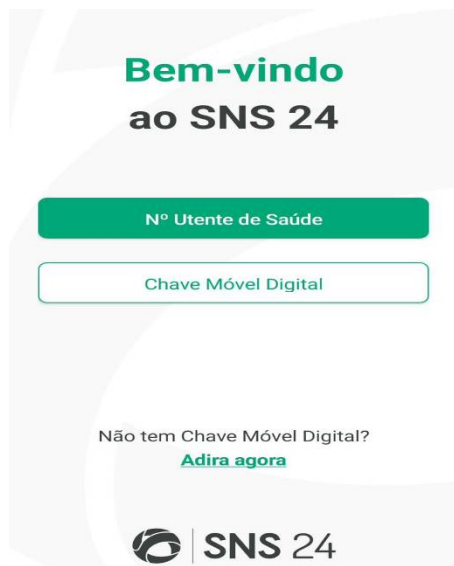 Bem-vindo
ao SNS 24
Nº Utente de Saúde
Chave Móvel Digital
Não tem Chave Móvel Digital?
Adira agora
SNS 24